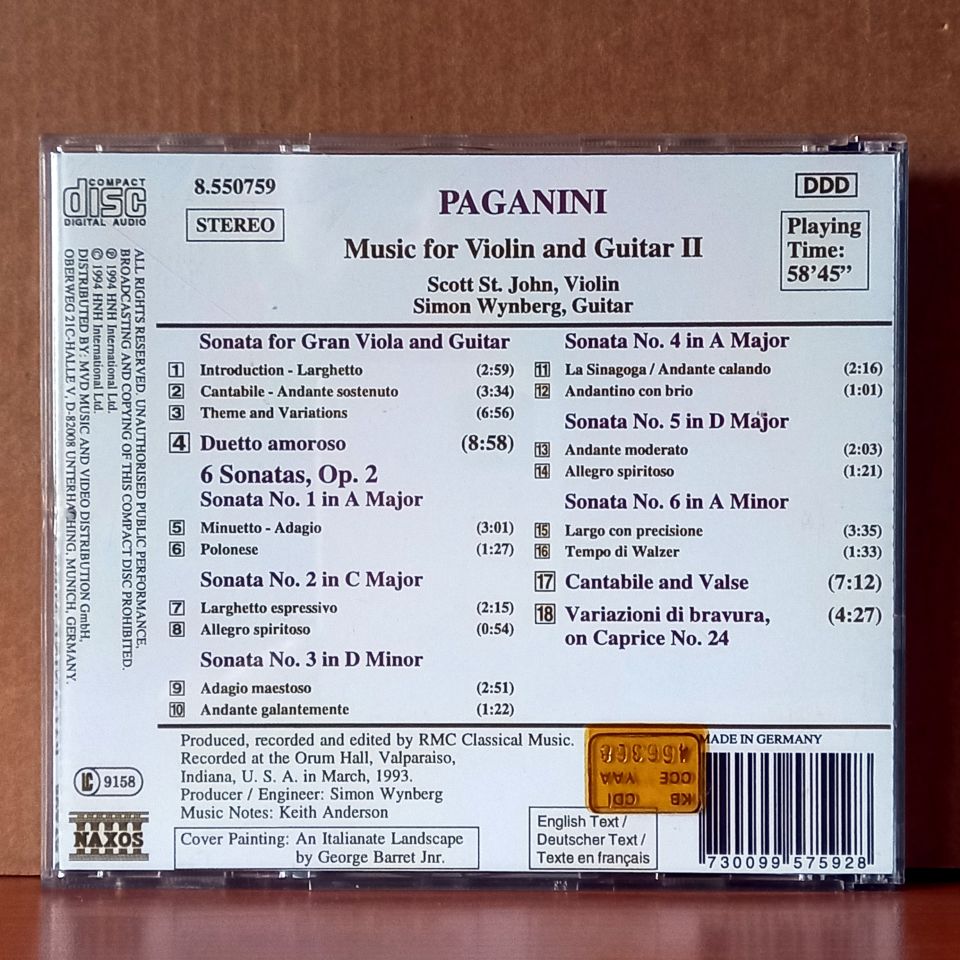 COMPACT
disc
DIGITAL AUDIO
8.550759
STEREO
PAGANINI
Music for Violin and Guitar II
Scott St. John, Violin
Simon Wynberg, Guitar
DDD
Playing
Time:
58'45”
ALL RIGHTS RESERVED. UNAUTHORISED PUBLIC PERFORMANCE,
BROADCASTING AND COPYING OF THIS COMPACT DISC PROHIBITED.
℗ 1994 HNH International Ltd.
© 1994 HNH International Ltd.
DISTRIBUTED BY: MVD MUSIC AND VIDEO DISTRIBUTION GmbH,
OBERWEG 21C-HALLE V, D-82008 UNTERHACHING, MUNICH, GERMANY.
Sonata for Gran Viola and Guitar
1 Introduction - Larghetto (2:59)
2 Cantabile - Andante sostenuto (3:34)
3 Theme and Variations (6:56)
4 Duetto amoroso (8:58)
6 Sonatas, Op. 2
Sonata No. 1 in A Major
5 Minuetto - Adagio (3:01)
6 Polonese (1:27)
Sonata No. 2 in C Major
7 Larghetto espressivo (2:15)
8 Allegro spiritoso (0:54)
Sonata No. 3 in D Minor
9 Adagio maestoso (2:51)
10 Andante galantemente (1:22)
Sonata No. 4 in A Major
11 La Sinagoga / Andante calando (2:16)
12 Andantino con brio (1:01)
Sonata No. 5 in D Major
13 Andante moderato (2:03)
14 Allegro spiritoso (1:21)
Sonata No. 6 in A Minor
15 Largo con precisione (3:35)
16 Tempo di Walzer (1:33)
17 Cantabile and Valse (7:12)
18 Variazioni di bravura, (4:27)
on Caprice No. 24
Produced, recorded and edited by RMC Classical Music.
Recorded at the Orum Hall, Valparaiso,
Indiana, U. S. A. in March, 1993.
Producer / Engineer: Simon Wynberg
Music Notes: Keith Anderson
Cover Painting: An Italianate Landscape
by George Barret Jnr.
LC 9158
NAXOS
English Text /
Deutscher Text /
Texte en français
MADE IN GERMANY
KB CDİ
CCE VAA
7 730099 575928